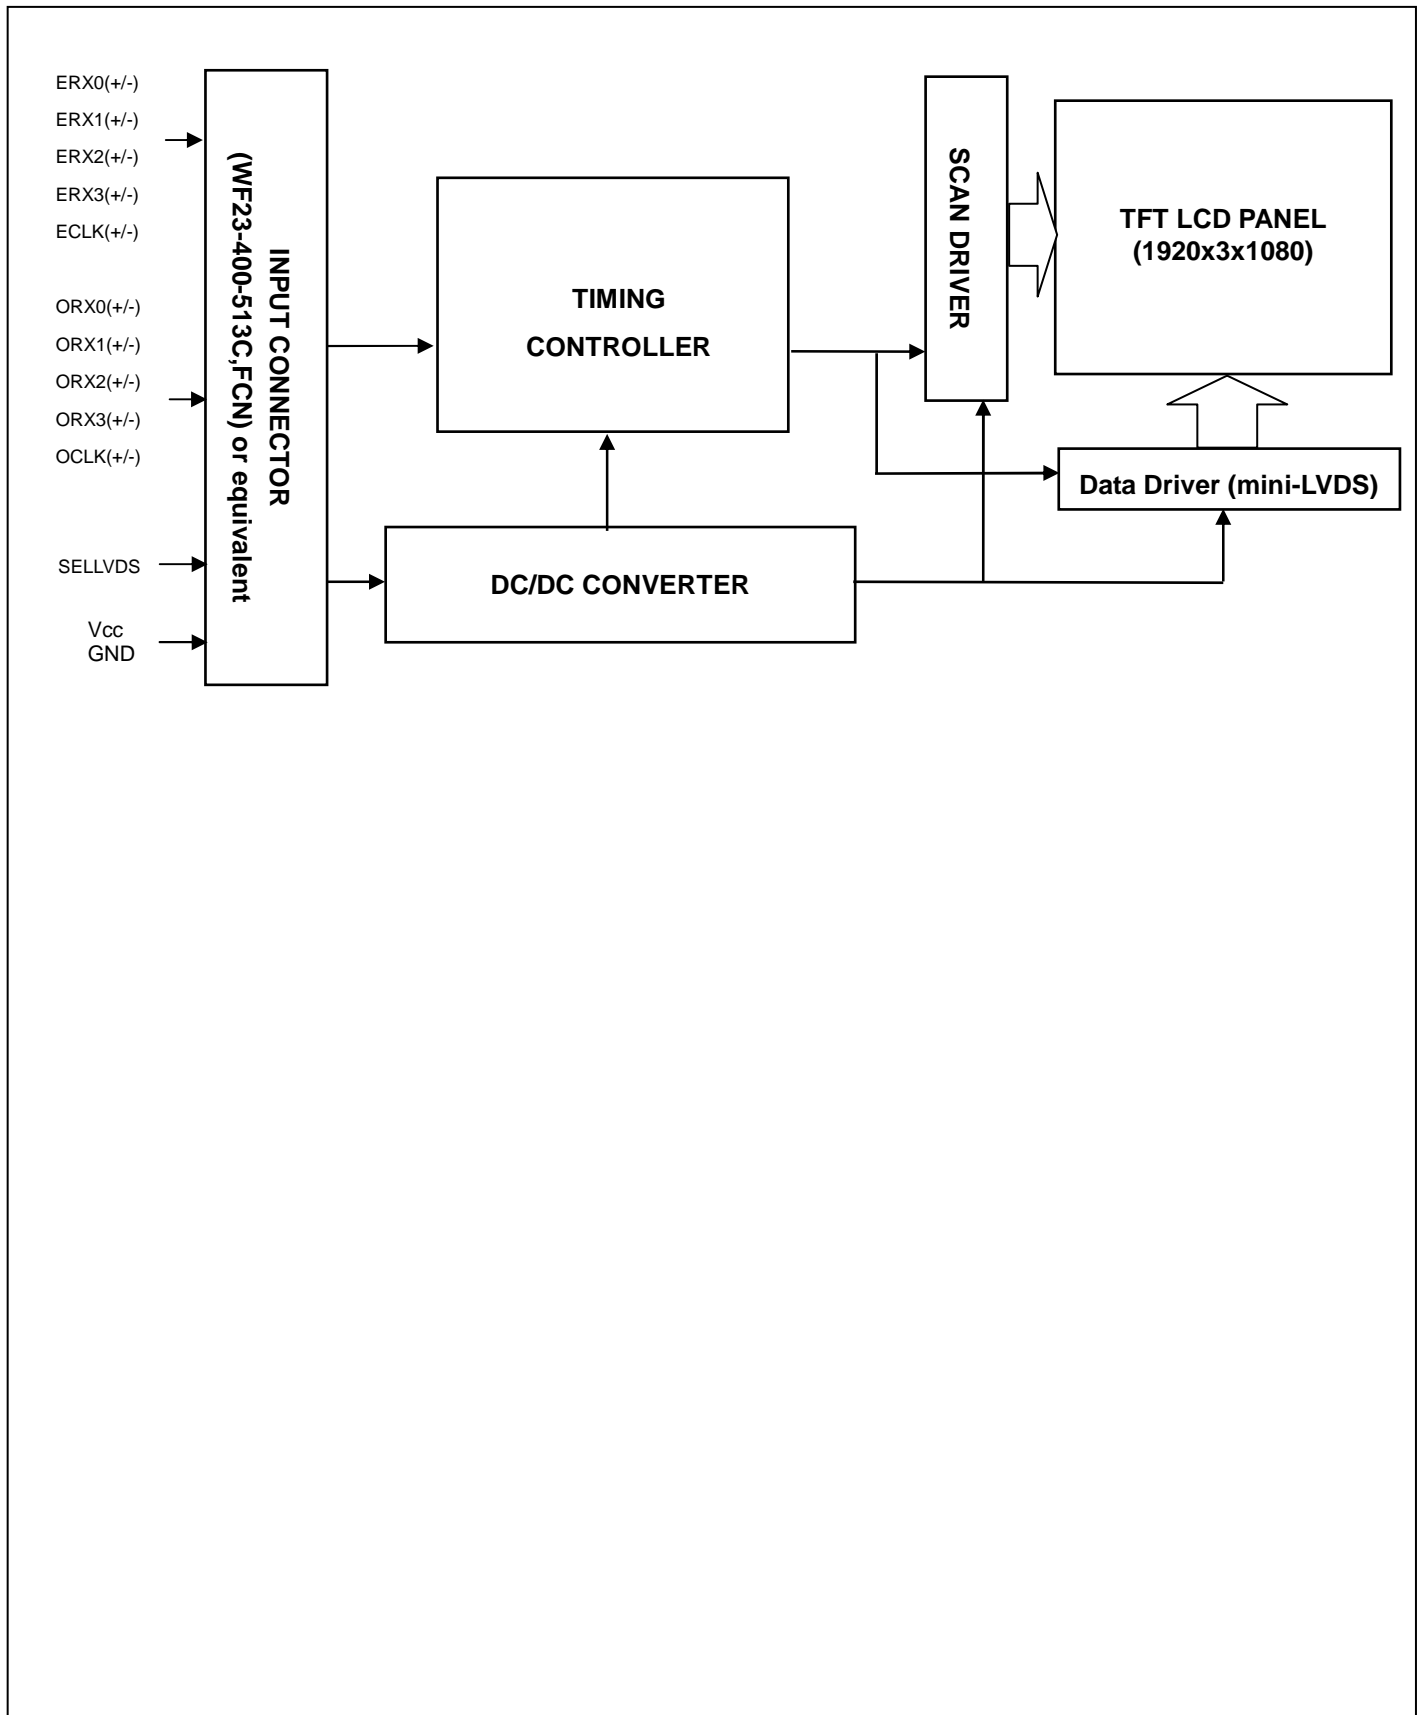 ERX0(+/-)
ERX1(+/-)
ERX2(+/-)
ERX3(+/-)
ECLK(+/-)
ORX0(+/-)
ORX1(+/-)
ORX2(+/-)
ORX3(+/-)
OCLK(+/-)
SELLVDS
Vcc
GND
INPUT CONNECTOR
(WF23-400-513C,FCN) or equivalent
TIMING
CONTROLLER
DC/DC CONVERTER
SCAN DRIVER
TFT LCD PANEL
(1920x3x1080)
Data Driver (mini-LVDS)